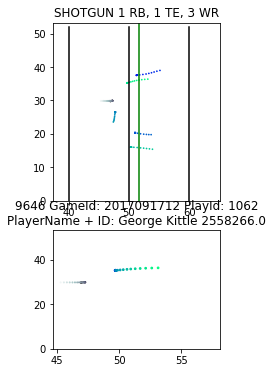 SHOTGUN 1 RB, 1 TE, 3 WR
50
40
30
20
10
0
40 50 60
9646 GameId: 2017091712 PlayId: 1062
PlayerName + ID: George Kittle 2558266.0
40
20
0
45 50 55